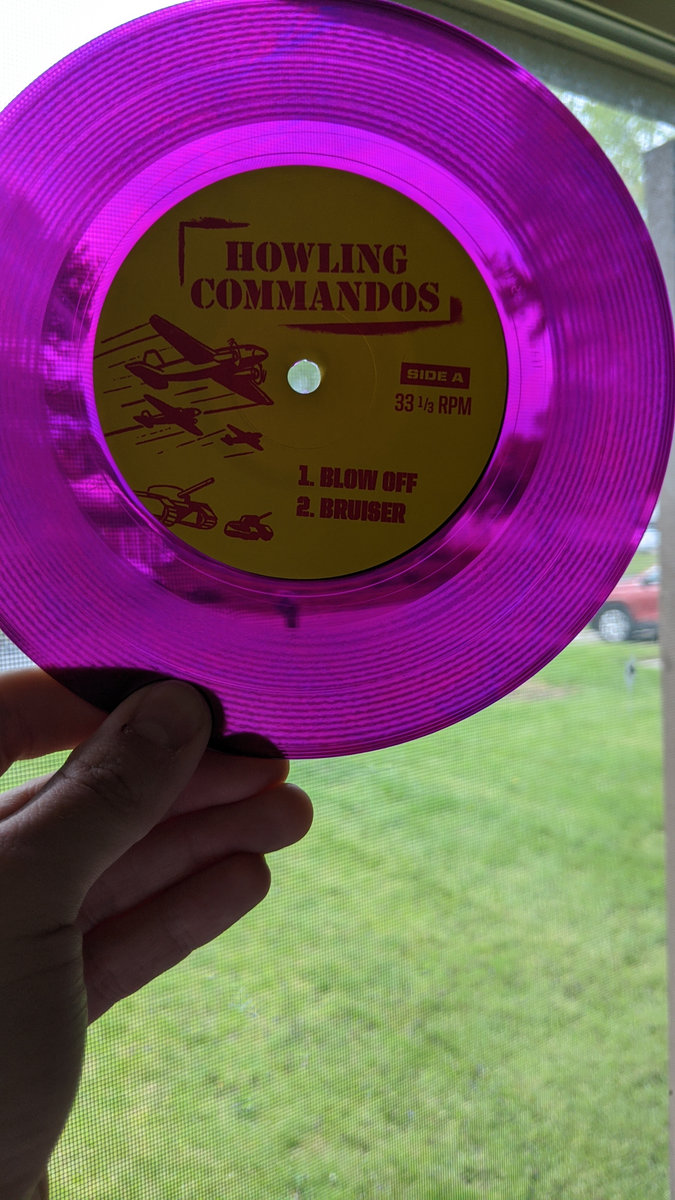 HOWLING
COMMANDOS
SIDE A
33 1/3 RPM
1. BLOW OFF
2. BRUISER